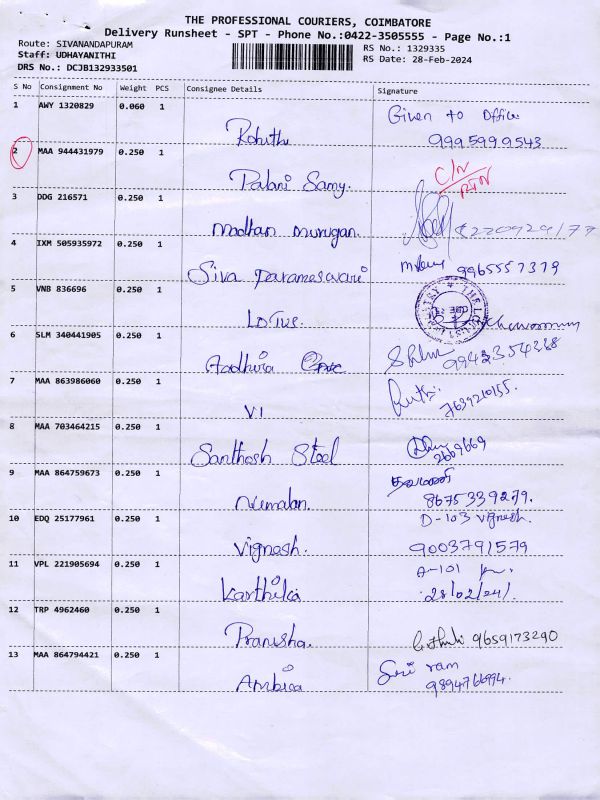 THE PROFESSIONAL COURIERS, COIMBATORE
Delivery Runsheet - SPT - Phone No.:0422-3505555 - Page No.:1
Route: SIVANANDAPURAM
Staff: UDHAYANITHI
DRS No.: DCJB132933501
RS No.: 1329335
RS Date: 28-Feb-2024
S No Consignment No Weight PCS Consignee Details Signature
1 AWY 1320829 0.060 1
Given to Office
Rohith 9995999543
2 MAA 944431979 0.250 1
C/N
RTN
Palani Samy.
3 DDG 216571 0.250 1
Madhan Murugan.
4 IXM 505935972 0.250 1
Siva Parameswari 9965557379
5 VNB 836696 0.250 1
Lotus.
6 SLM 340441905 0.250 1
Aadhira 9942354388
7 MAA 863986060 0.250 1
VI 7639210155.
8 MAA 703464215 0.250 1
Santhosh Steel 2609669
9 MAA 864759673 0.250 1
8675339279.
10 EDQ 25177961 0.250 1
D-103 Vignesh.
Vignesh. 9003791579
11 VPL 221905694 0.250 1
A-101
Karthika 28/02/24
12 TRP 4962460 0.250 1
Pranisha. 9659173290
13 MAA 864794421 0.250 1
Sri ram
Ambica 9894766994.